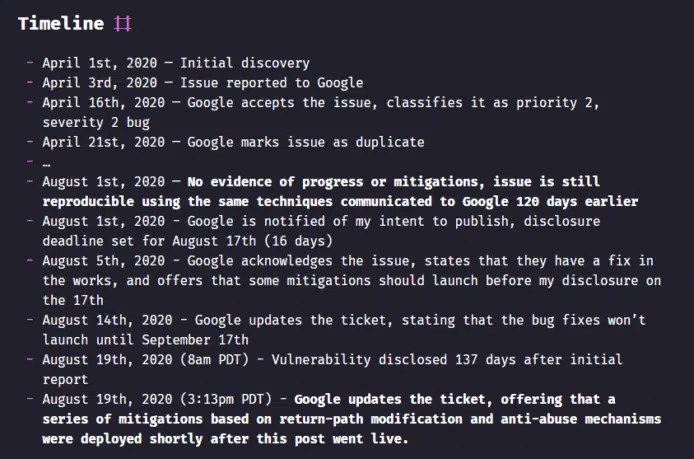 Timeline #
- April 1st, 2020 — Initial discovery
- April 3rd, 2020 — Issue reported to Google
- April 16th, 2020 — Google accepts the issue, classifies it as priority 2,
severity 2 bug
- April 21st, 2020 — Google marks issue as duplicate
- …
- August 1st, 2020 — No evidence of progress or mitigations, issue is still
reproducible using the same techniques communicated to Google 120 days earlier
- August 1st, 2020 - Google is notified of my intent to publish, disclosure
deadline set for August 17th (16 days)
- August 5th, 2020 - Google acknowledges the issue, states that they have a fix in
the works, and offers that some mitigations should launch before my disclosure on
the 17th
- August 14th, 2020 - Google updates the ticket, stating that the bug fixes won’t
launch until September 17th
- August 19th, 2020 (8am PDT) - Vulnerability disclosed 137 days after initial
report
- August 19th, 2020 (3:13pm PDT) - Google updates the ticket, offering that a
series of mitigations based on return-path modification and anti-abuse mechanisms
were deployed shortly after this post went live.